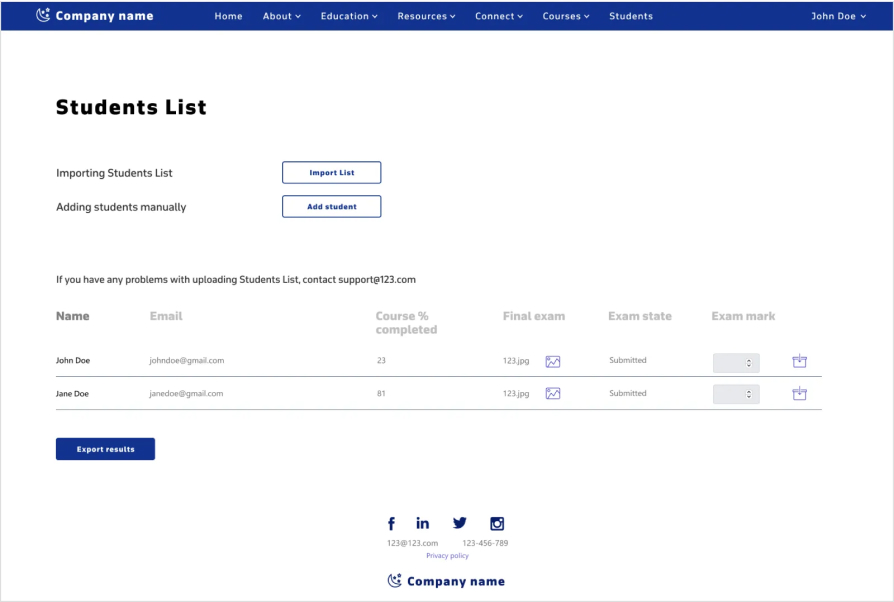 Company name Home About Education Resources Connect Courses Students John Doe
Students List
Importing Students List Import List
Adding students manually Add student
If you have any problems with uploading Students List, contact support@123.com
Name Email Course % completed Final exam Exam state Exam mark
John Doe johndoe@gmail.com 23 123.jpg Submitted
Jane Doe janedoe@gmail.com 81 123.jpg Submitted
Export results
123@123.com 123-456-789
Privacy policy
Company name